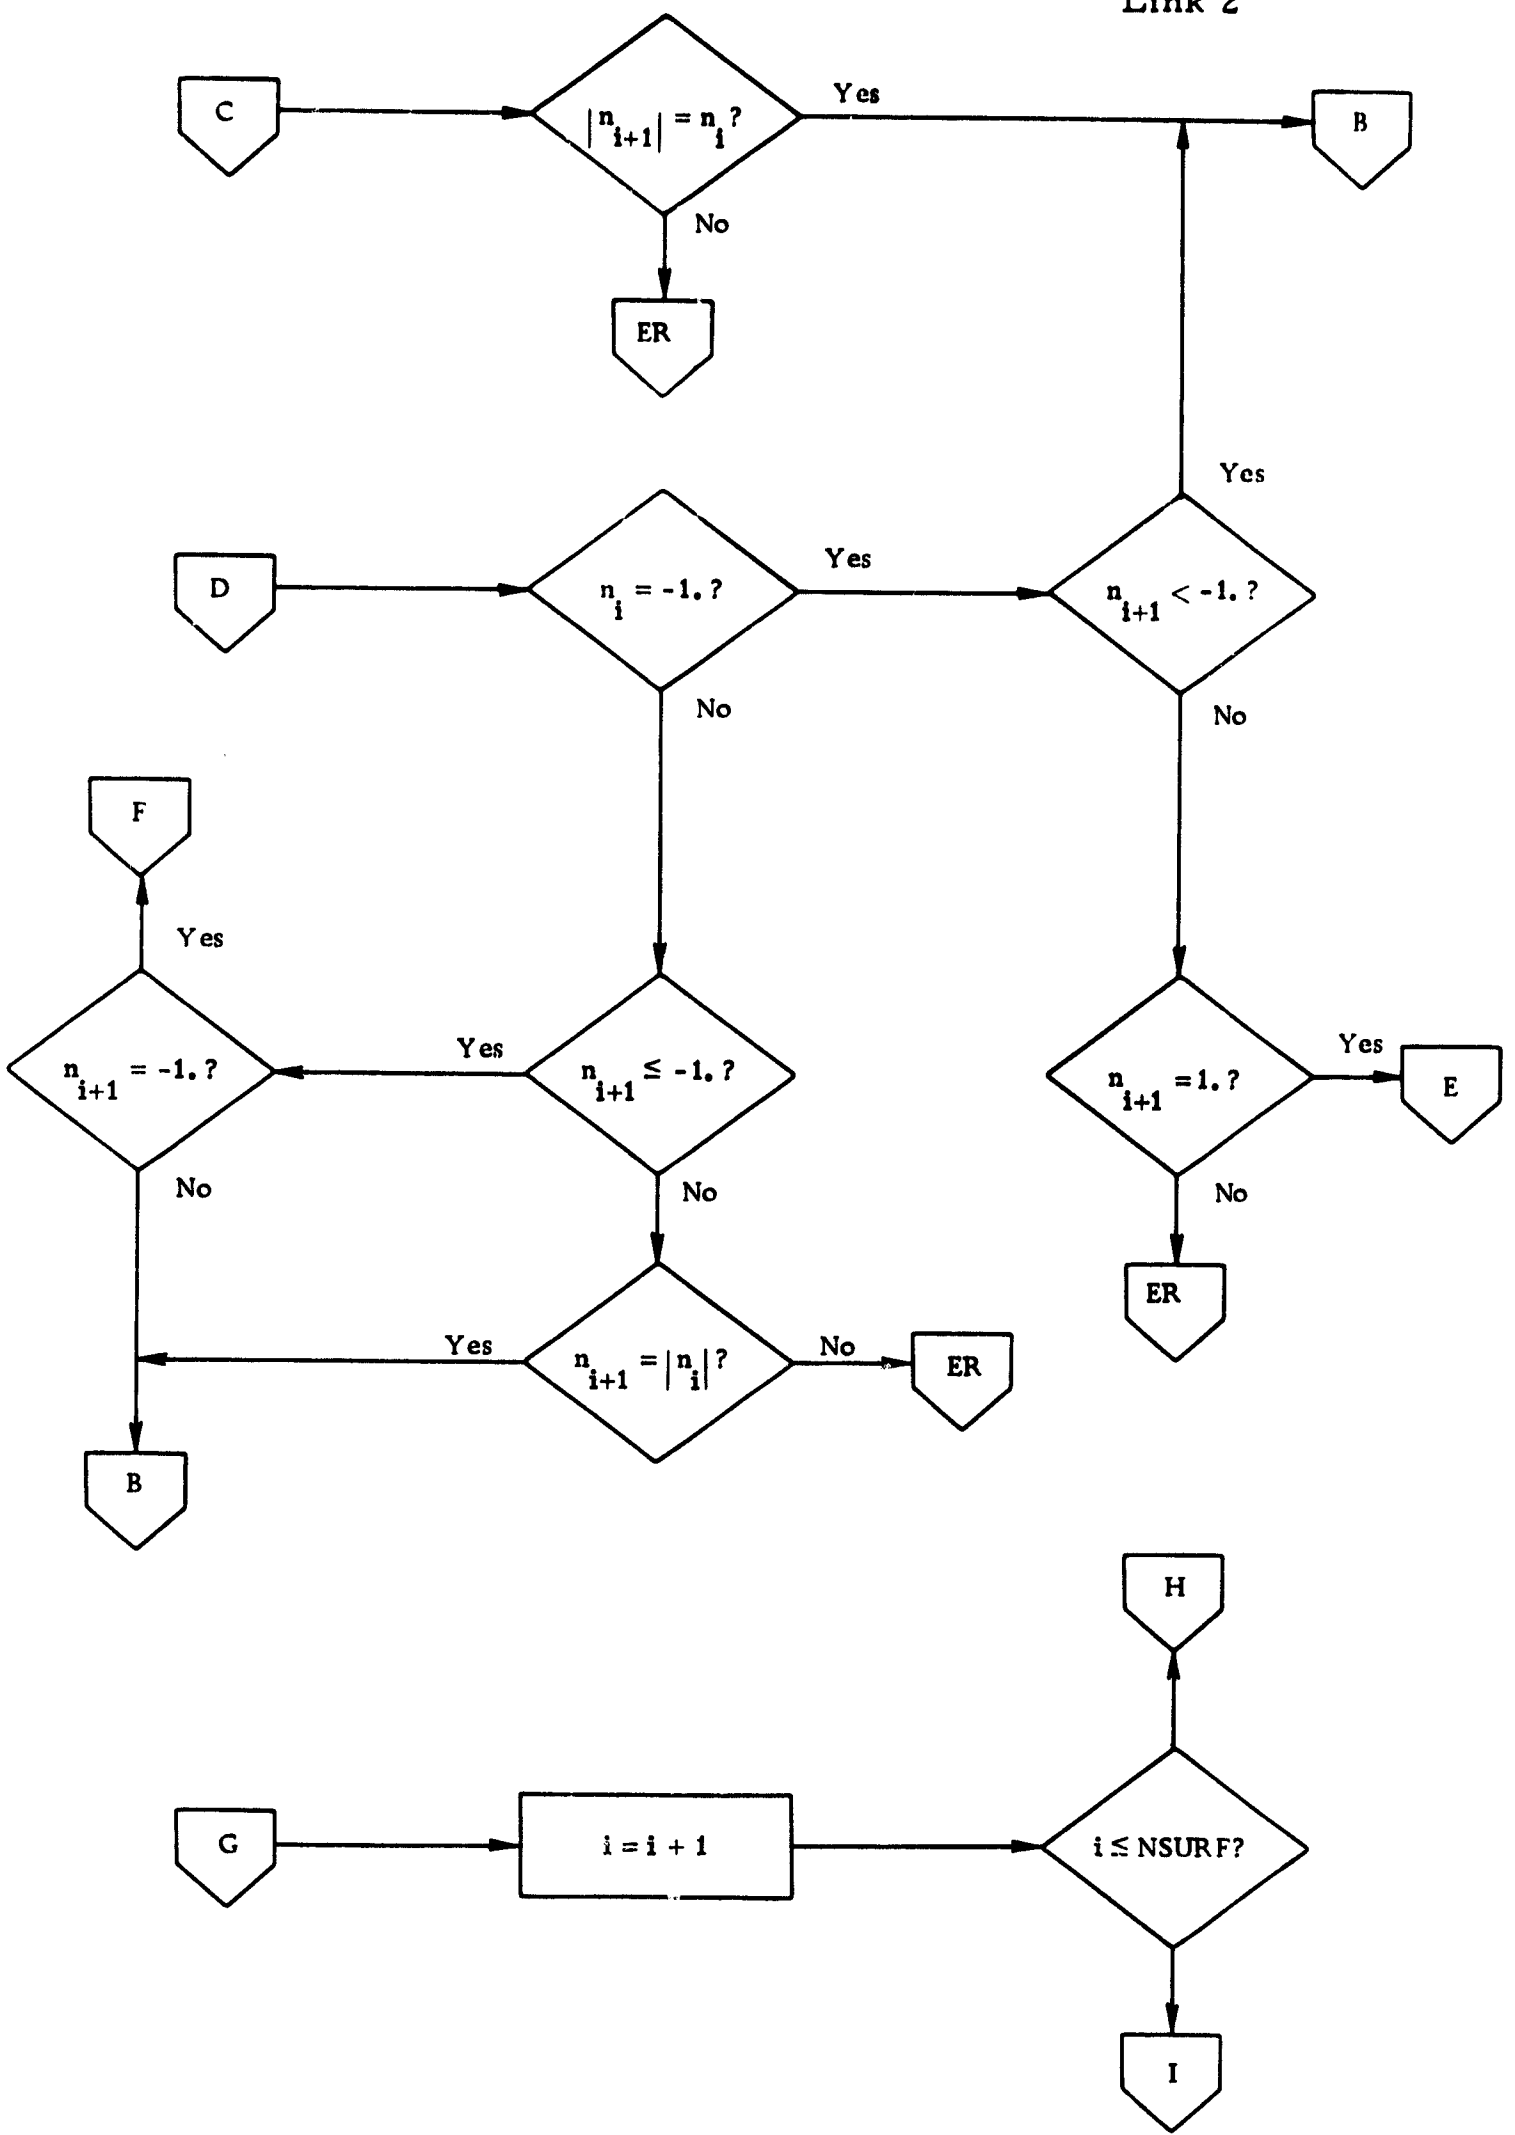 Link 2
C
|n i+1| = n i ?
Yes
B
No
ER
Yes
D
n i = -1. ?
Yes
n i+1 < -1. ?
No
No
F
Yes
n i+1 = -1. ?
Yes
n i+1 ≤ -1. ?
n i+1 = 1. ?
Yes
E
No
No
No
ER
Yes
n i+1 = |n i| ?
No
ER
B
H
G
i = i + 1
i ≤ NSURF?
I